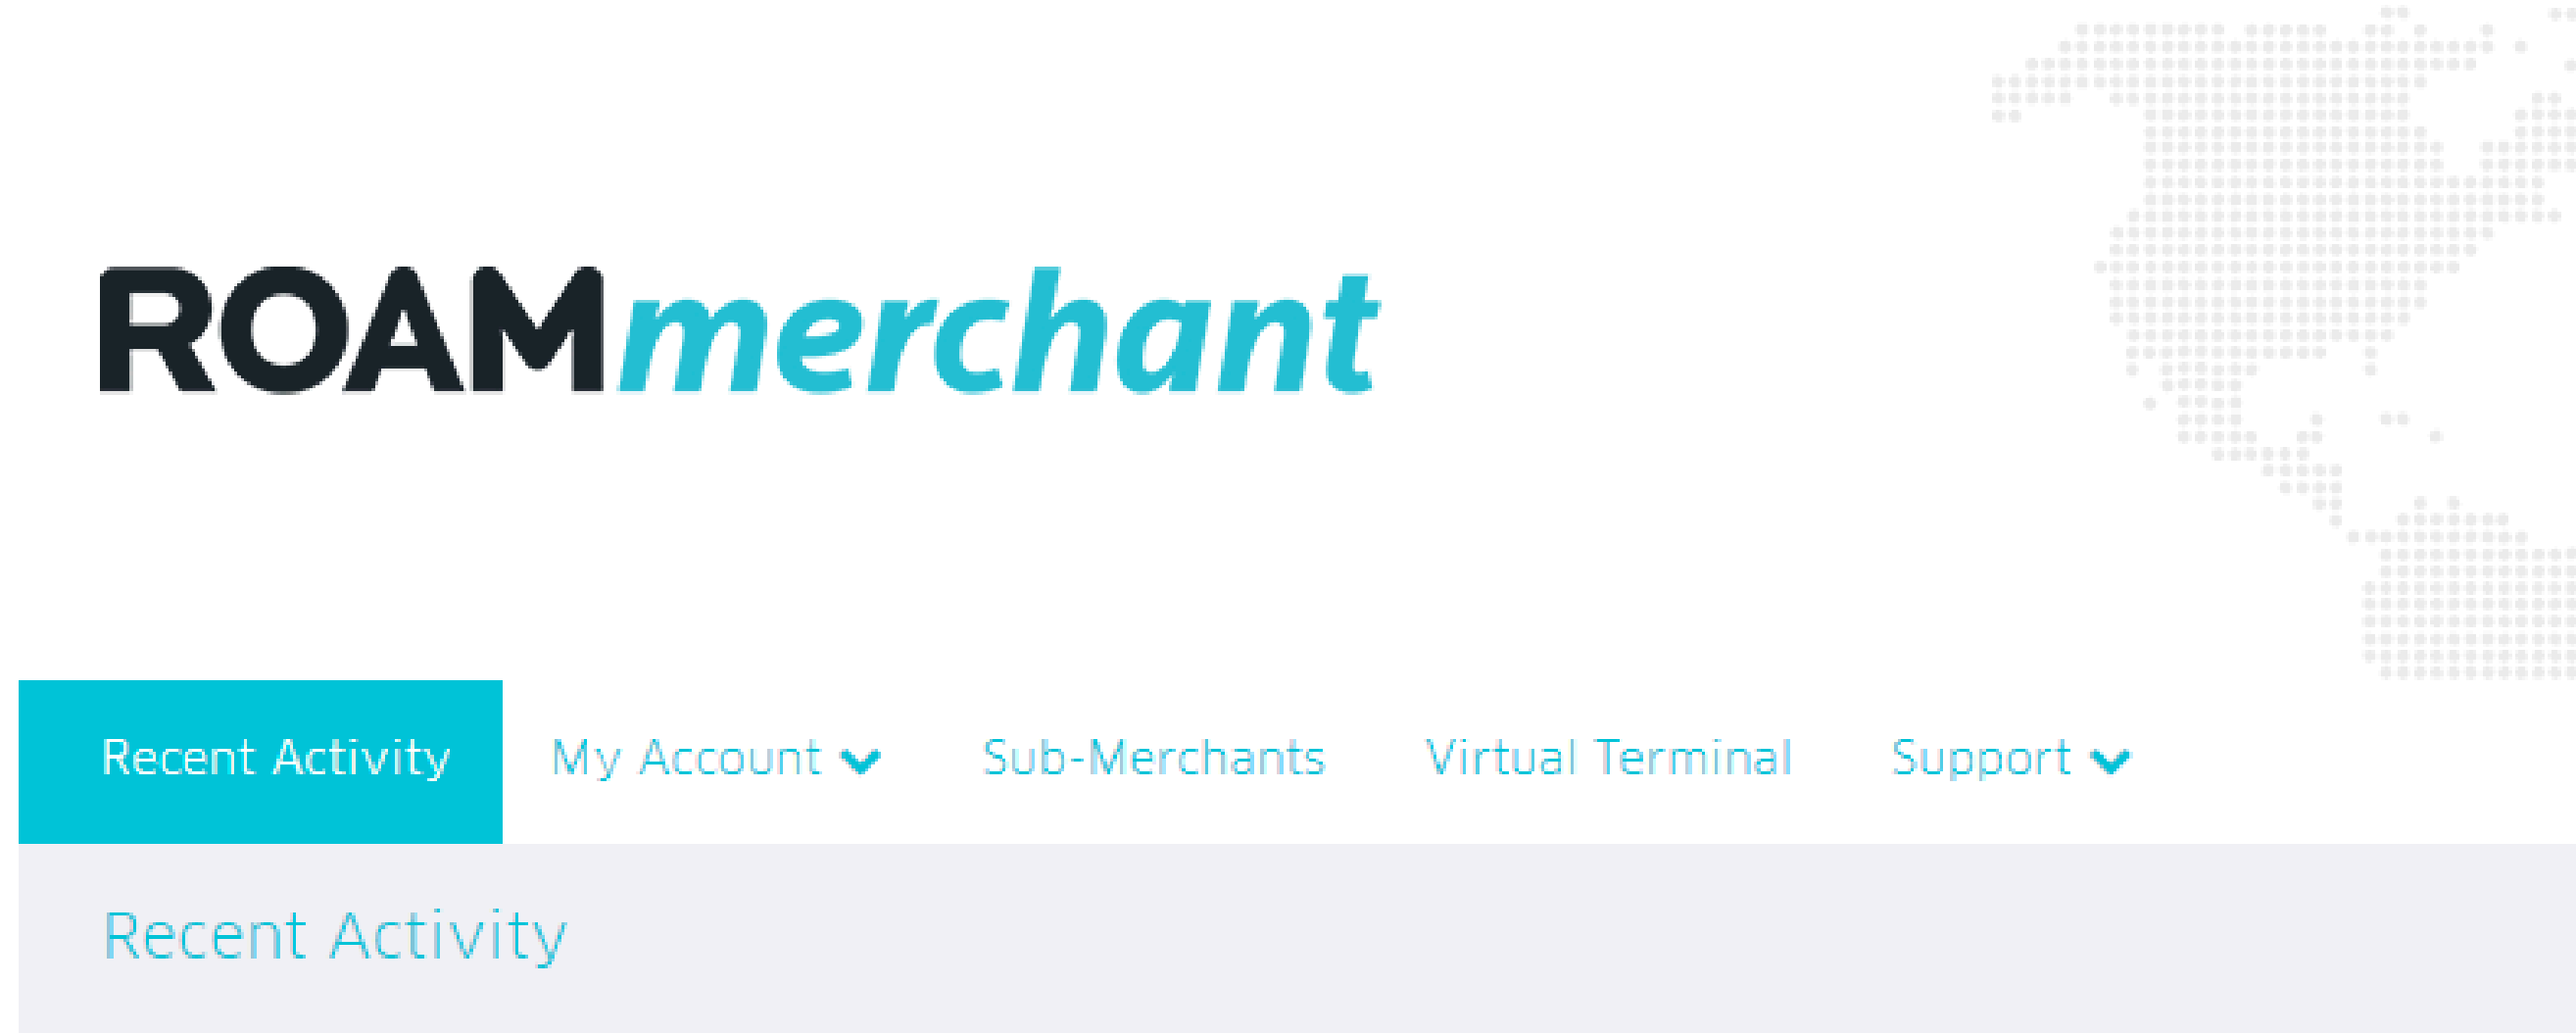 ROAMmerchant
Recent Activity My Account Sub-Merchants Virtual Terminal Support
Recent Activity